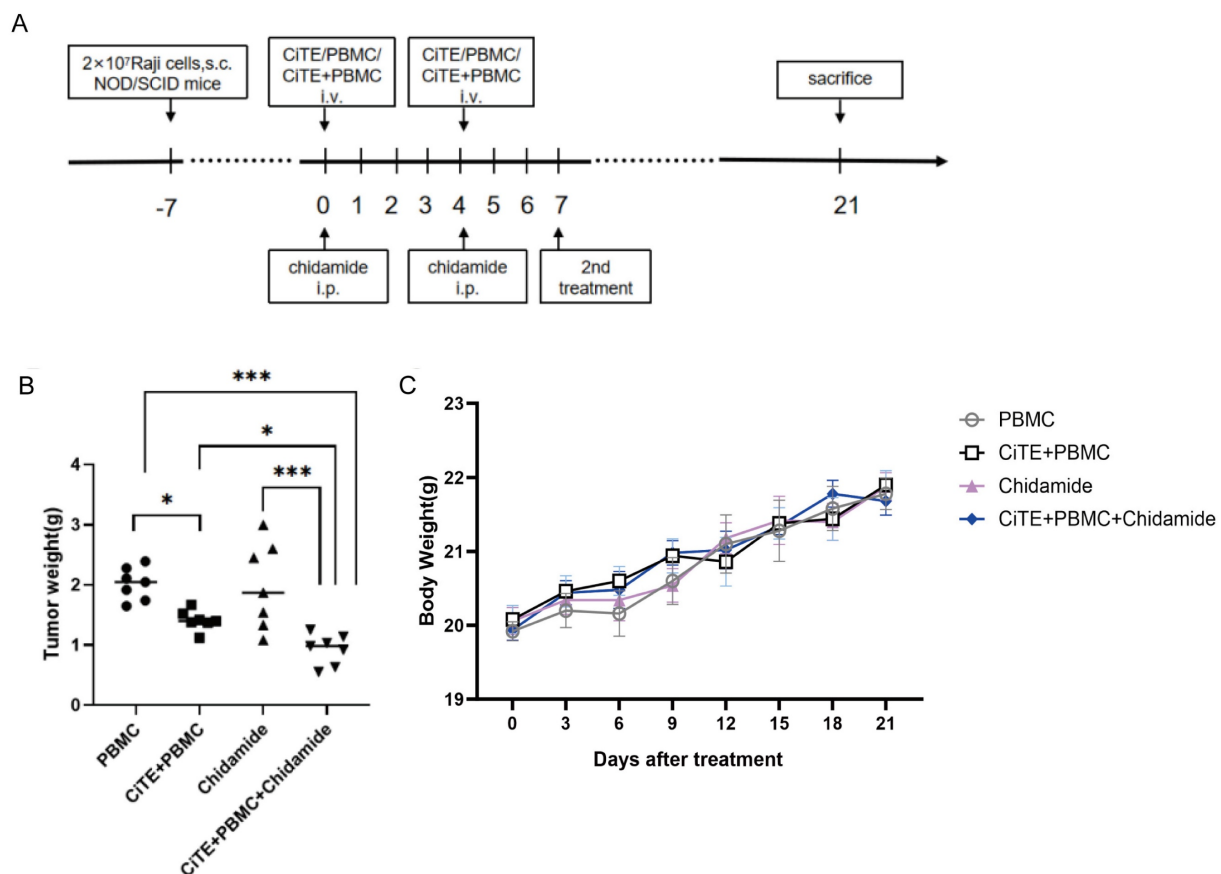 A
2×10⁷Raji cells,s.c.
NOD/SCID mice
CiTE/PBMC/
CiTE+PBMC
i.v.
CiTE/PBMC/
CiTE+PBMC
i.v.
sacrifice
-7 0 1 2 3 4 5 6 7 21
chidamide
i.p.
chidamide
i.p.
2nd
treatment
B
***
*
*
***
Tumor weight(g)
4
3
2
1
0
PBMC
CiTE+PBMC
Chidamide
CiTE+PBMC+Chidamide
C
Body Weight(g)
23
22
21
20
19
0 3 6 9 12 15 18 21
Days after treatment
PBMC
CiTE+PBMC
Chidamide
CiTE+PBMC+Chidamide